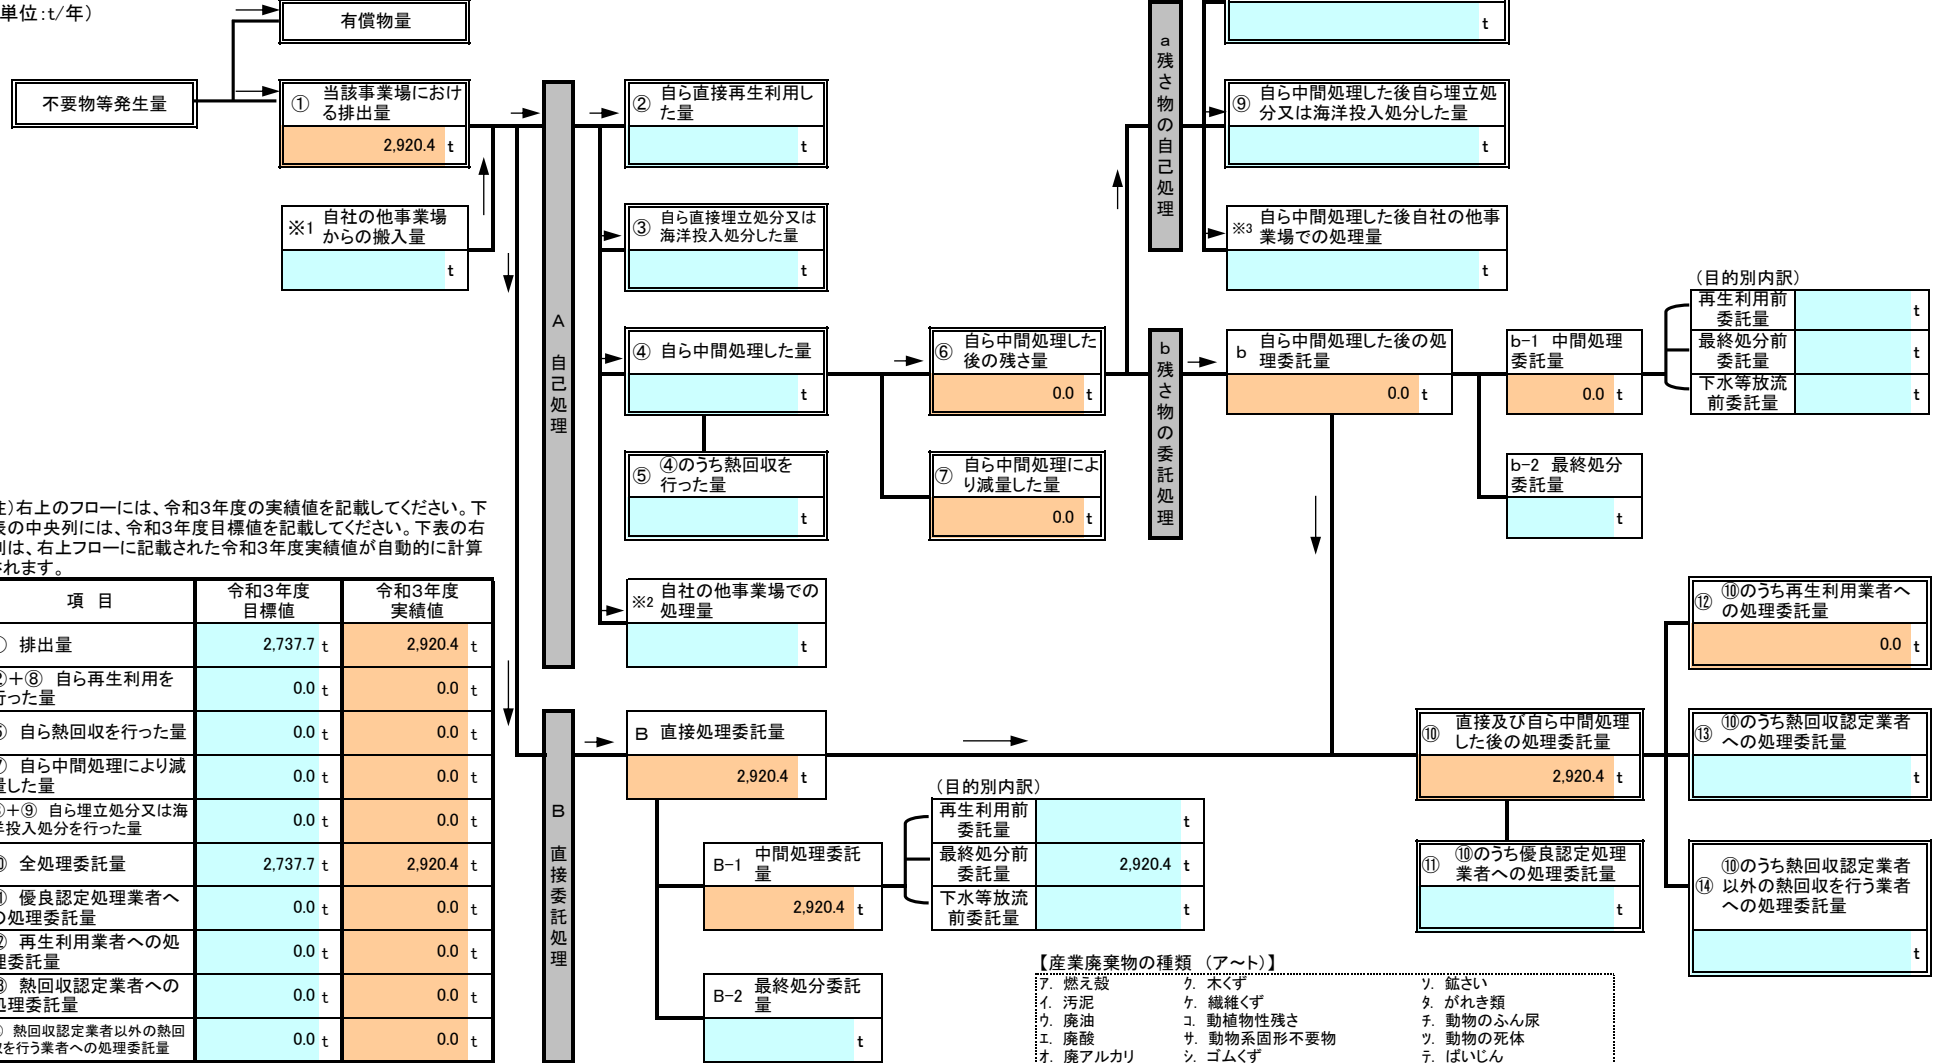 単位:t/年）
有償物量
不要物等発生量
① 当該事業場におけ
る排出量
2,920.4 t
※1 自社の他事業場
からの搬入量
t
A 自己処理
② 自ら直接再生利用し
た量
t
③ 自ら直接埋立処分又は
海洋投入処分した量
t
④ 自ら中間処理した量
t
⑤ ④のうち熱回収を
行った量
t
※2 自社の他事業場での
処理量
t
⑥ 自ら中間処理した
後の残さ量
0.0 t
⑦ 自ら中間処理によ
り減量した量
0.0 t
a残さ物の自己処理
t
⑨ 自ら中間処理した後自ら埋立処
分又は海洋投入処分した量
t
※3 自ら中間処理した後自社の他事
業場での処理量
t
b残さ物の委託処理
b 自ら中間処理した後の処
理委託量
0.0 t
b-1 中間処理
委託量
0.0 t
（目的別内訳）
再生利用前
委託量
t
最終処分前
委託量
t
下水等放流
前委託量
t
b-2 最終処分
委託量
t
)右上のフローには、令和3年度の実績値を記載してください。下
の中央列には、令和3年度目標値を記載してください。下表の右
は、右上フローに記載された令和3年度実績値が自動的に計算
れます。
項 目 令和3年度
目標値 令和3年度
実績値
排出量 2,737.7 t 2,920.4 t
+⑧ 自ら再生利用を
った量 0.0 t 0.0 t
自ら熱回収を行った量 0.0 t 0.0 t
自ら中間処理により減
した量 0.0 t 0.0 t
+⑨ 自ら埋立処分又は海
投入処分を行った量 0.0 t 0.0 t
全処理委託量 2,737.7 t 2,920.4 t
優良認定処理業者へ
処理委託量 0.0 t 0.0 t
再生利用業者への処
委託量 0.0 t 0.0 t
熱回収認定業者への
処理委託量 0.0 t 0.0 t
熱回収認定業者以外の熱回
を行う業者への処理委託量 0.0 t 0.0 t
B 直接委託処理
B 直接処理委託量
2,920.4 t
B-1 中間処理委託
量
2,920.4 t
B-2 最終処分委託
量
t
（目的別内訳）
再生利用前
委託量
t
最終処分前
委託量
2,920.4 t
下水等放流
前委託量
t
⑩ 直接及び自ら中間処理
した後の処理委託量
2,920.4 t
⑪ ⑩のうち優良認定処理
業者への処理委託量
t
⑫ ⑩のうち再生利用業者へ
の処理委託量
0.0 t
⑬ ⑩のうち熱回収認定業者
への処理委託量
t
⑭ ⑩のうち熱回収認定業者
以外の熱回収を行う業者
への処理委託量
t
【産業廃棄物の種類 （ア～ト）】
ア. 燃え殻 ク. 木くず ソ. 鉱さい
イ. 汚泥 ケ. 繊維くず タ. がれき類
ウ. 廃油 コ. 動植物性残さ チ. 動物のふん尿
エ. 廃酸 サ. 動物系固形不要物 ツ. 動物の死体
オ. 廃アルカリ シ. ゴムくず テ. ばいじん